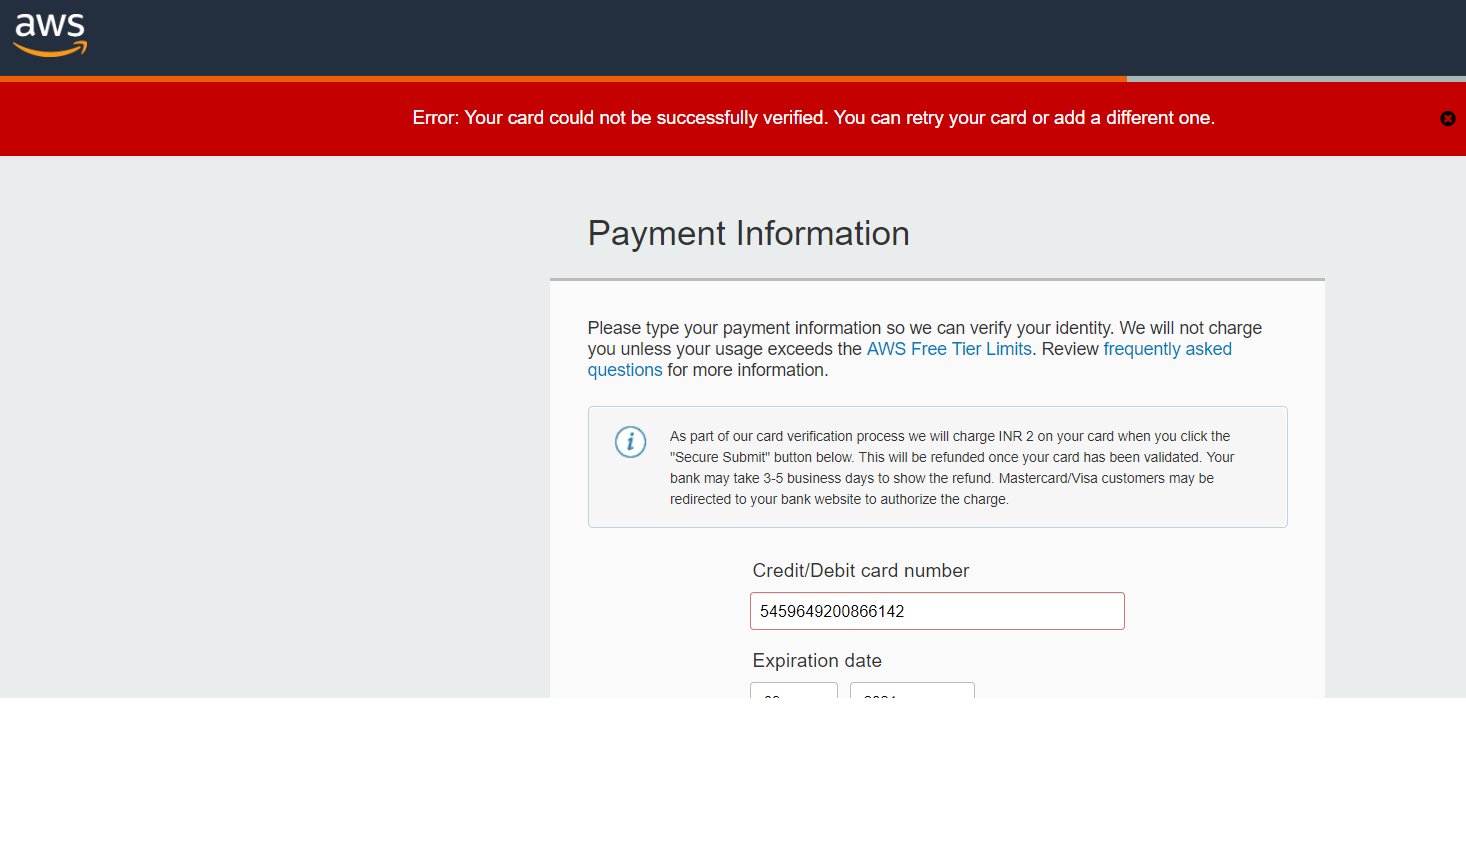 aws
Error: Your card could not be successfully verified. You can retry your card or add a different one.
Payment Information
Please type your payment information so we can verify your identity. We will not charge
you unless your usage exceeds the AWS Free Tier Limits. Review frequently asked
questions for more information.
As part of our card verification process we will charge INR 2 on your card when you click the
"Secure Submit" button below. This will be refunded once your card has been validated. Your
bank may take 3-5 business days to show the refund. Mastercard/Visa customers may be
redirected to your bank website to authorize the charge.
Credit/Debit card number
5459649200866142
Expiration date